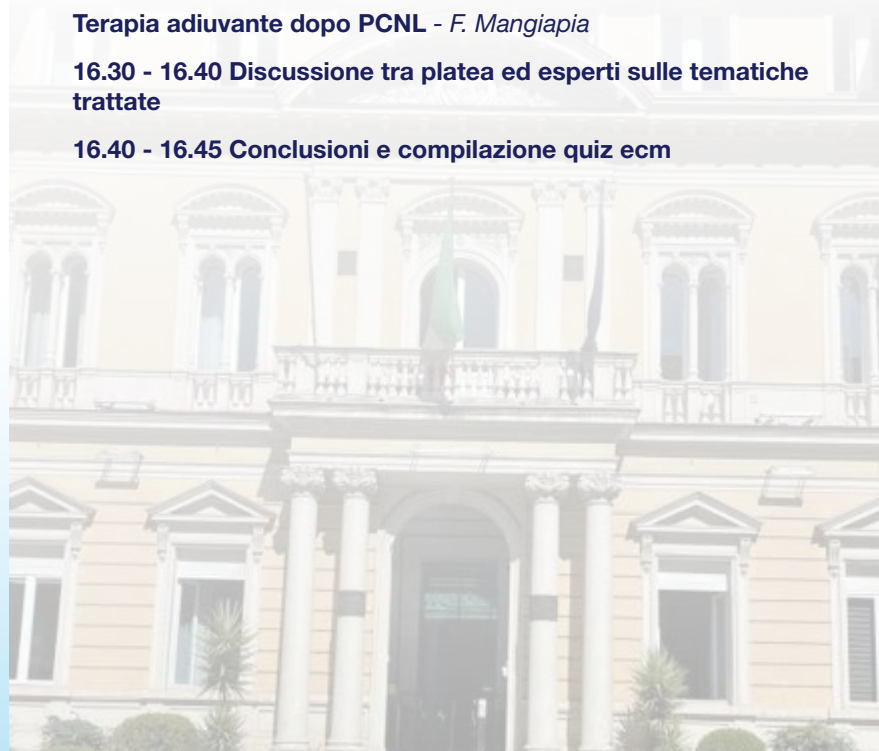 Terapia adiuvante dopo PCNL - F. Mangiapia
16.30 - 16.40 Discussione tra platea ed esperti sulle tematiche
trattate
16.40 - 16.45 Conclusioni e compilazione quiz ecm